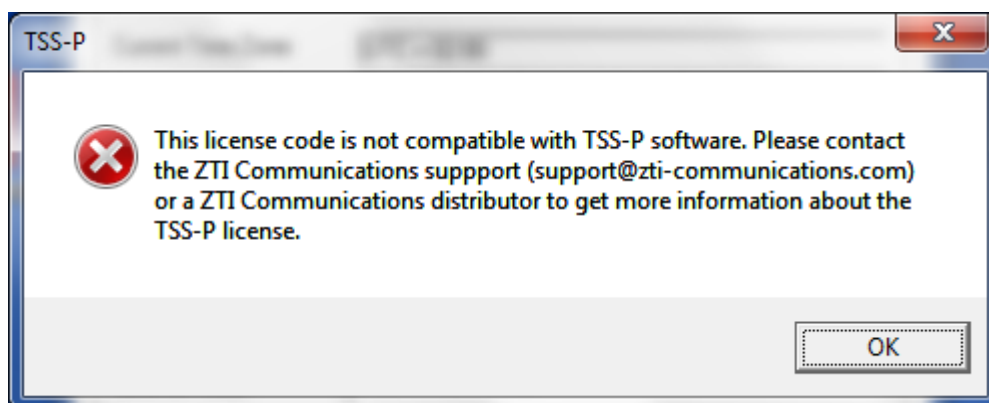 TSS-P
This license code is not compatible with TSS-P software. Please contact
the ZTI Communications suppport (support@zti-communications.com)
or a ZTI Communications distributor to get more information about the
TSS-P license.
OK